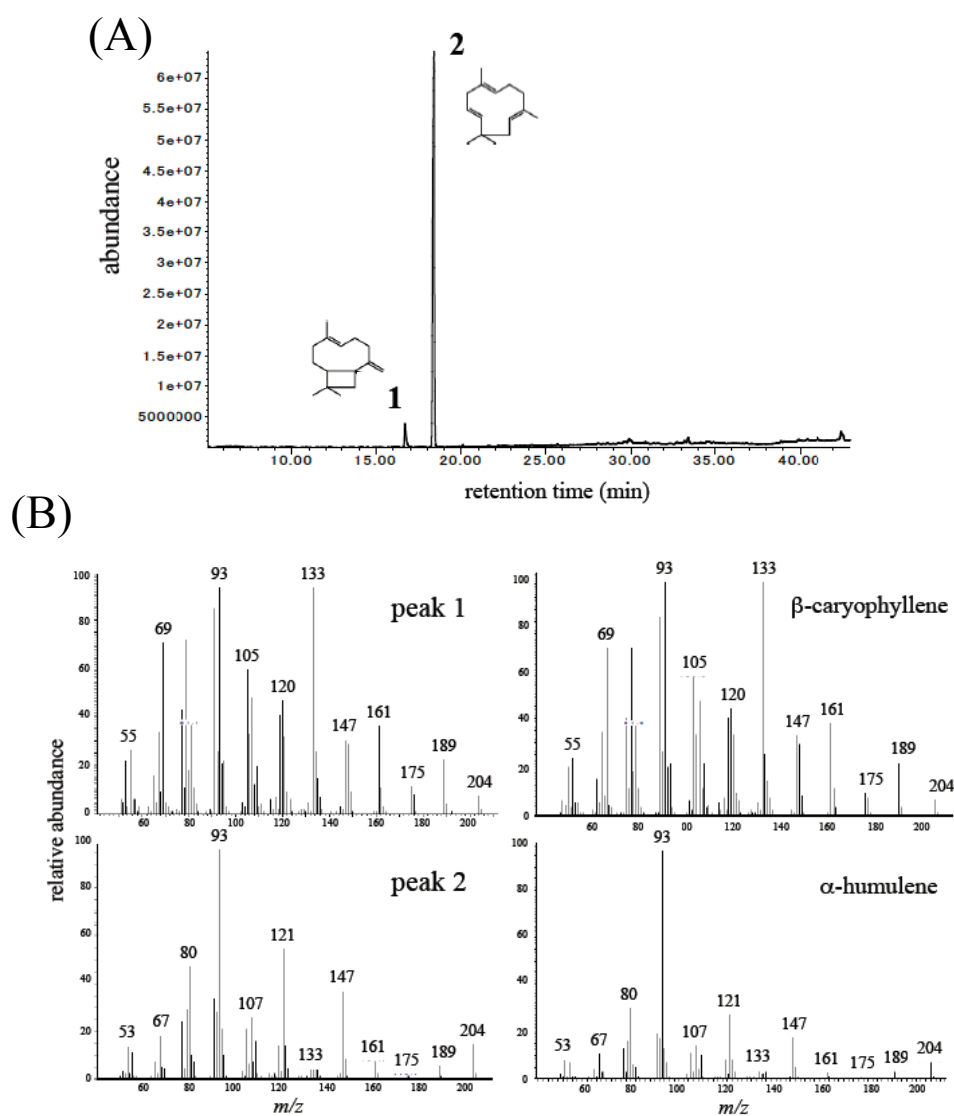 (A)
2
6e+07
5.5e+07
5e+07
4.5e+07
4e+07
3.5e+07
3e+07
2.5e+07
2e+07
1.5e+07
1e+07
5000000
abundance
1
10.00 15.00 20.00 25.00 30.00 35.00 40.00
retention time (min)
(B)
relative abundance
peak 1
100
80
60
40
20
0
55 69 93 105 120 133 147 161 175 189 204
60 80 100 120 140 160 180 200
β-caryophyllene
100
80
60
40
20
0
55 69 93 105 120 133 147 161 175 189 204
60 80 00 120 140 160 180 200
peak 2
100
80
60
40
20
0
53 67 80 93 107 121 133 147 161 175 189 204
60 80 100 120 140 160 180 200
m/z
α-humulene
100
80
60
40
20
0
53 67 80 93 107 121 133 147 161 175 189 204
60 80 100 120 140 160 180 200
m/z